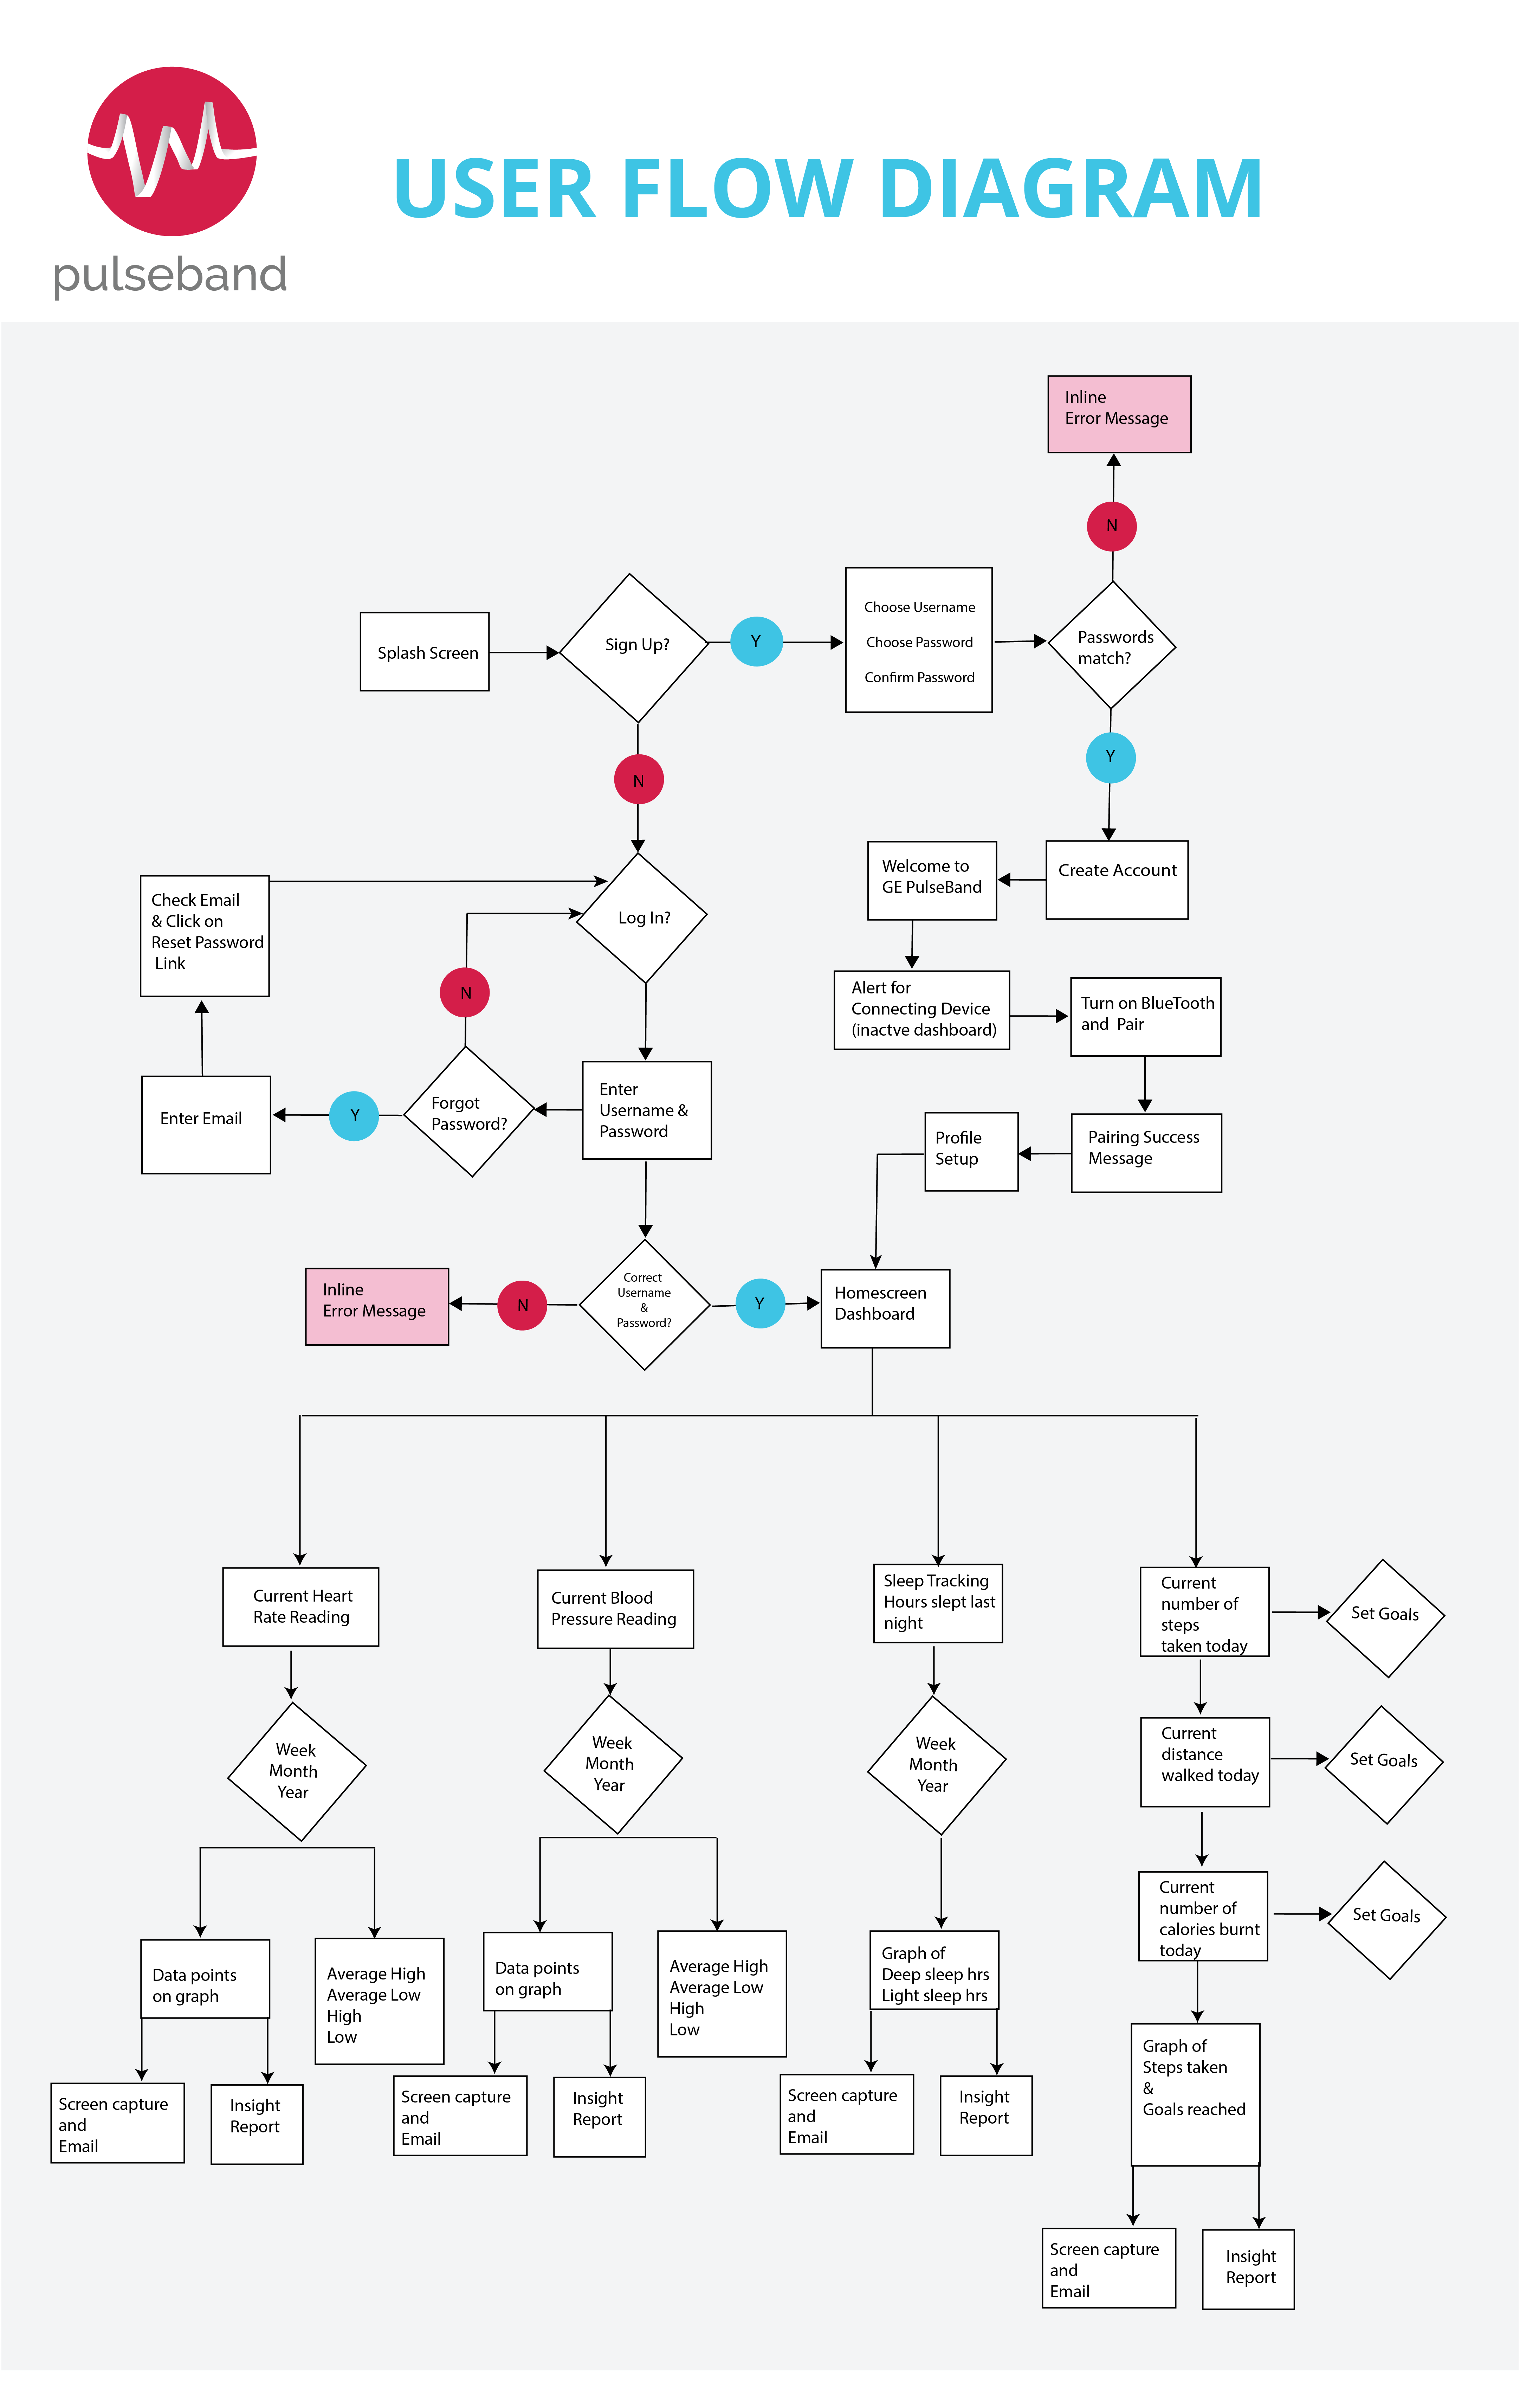 USER FLOW DIAGRAM
pulseband
Inline
Error Message
N
Splash Screen
Sign Up?
Y
Choose Username
Choose Password
Confirm Password
Passwords
match?
N
Y
Check Email
& Click on
Reset Password
Link
Log In?
Welcome to
GE PulseBand
Create Account
N
Alert for
Connecting Device
(inactve dashboard)
Turn on BlueTooth
and Pair
Enter Email
Y
Forgot
Password?
Enter
Username &
Password
Profile
Setup
Pairing Success
Message
Inline
Error Message
N
Correct
Username
&
Password?
Y
Homescreen
Dashboard
Current Heart
Rate Reading
Current Blood
Pressure Reading
Sleep Tracking
Hours slept last
night
Current
number of
steps
taken today
Set Goals
Week
Month
Year
Week
Month
Year
Week
Month
Year
Current
distance
walked today
Set Goals
Current
number of
calories burnt
today
Set Goals
Data points
on graph
Average High
Average Low
High
Low
Data points
on graph
Average High
Average Low
High
Low
Graph of
Deep sleep hrs
Light sleep hrs
Graph of
Steps taken
&
Goals reached
Screen capture
and
Email
Insight
Report
Screen capture
and
Email
Insight
Report
Screen capture
and
Email
Insight
Report
Screen capture
and
Email
Insight
Report